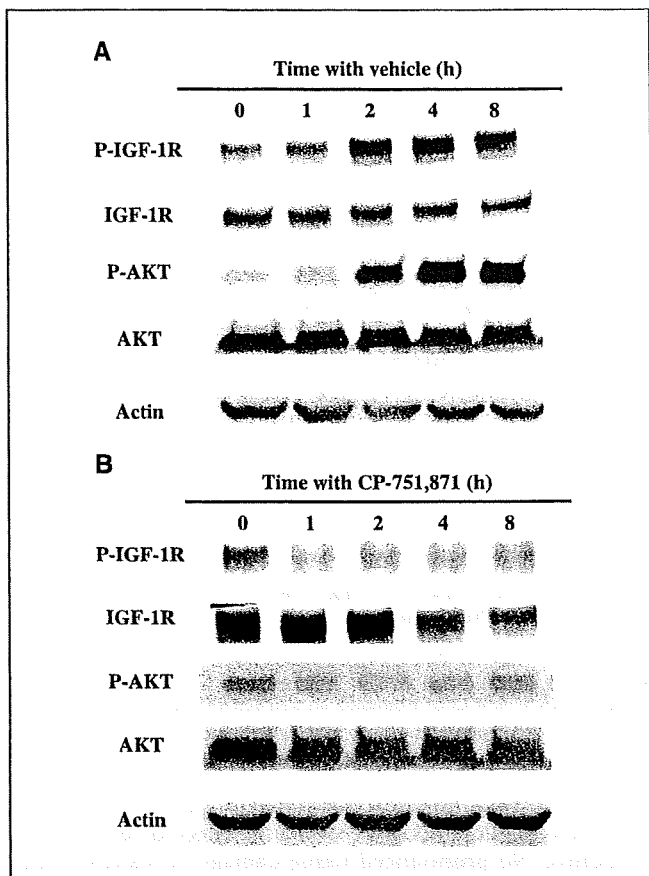 A
Time with vehicle (h)
0 1 2 4 8
P-IGF-1R
IGF-1R
P-AKT
AKT
Actin
B
Time with CP-751,871 (h)
0 1 2 4 8
P-IGF-1R
IGF-1R
P-AKT
AKT
Actin